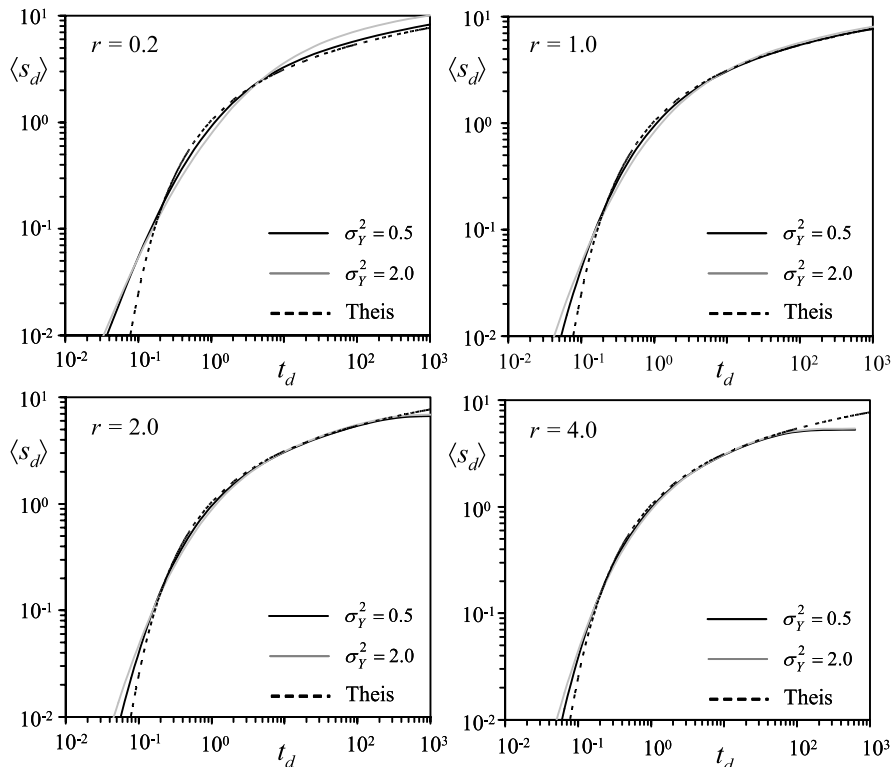 r = 0.2
⟨s_d⟩
10^1
10^0
10^-1
10^-2
σ_Y^2 = 0.5
σ_Y^2 = 2.0
Theis
10^-2 10^-1 10^0 t_d 10^2 10^3
r = 1.0
⟨s_d⟩
10^1
10^0
10^-1
10^-2
σ_Y^2 = 0.5
σ_Y^2 = 2.0
Theis
10^-2 10^-1 10^0 t_d 10^2 10^3
r = 2.0
⟨s_d⟩
10^1
10^0
10^-1
10^-2
σ_Y^2 = 0.5
σ_Y^2 = 2.0
Theis
10^-2 10^-1 10^0 t_d 10^2 10^3
r = 4.0
⟨s_d⟩
10^1
10^0
10^-1
10^-2
σ_Y^2 = 0.5
σ_Y^2 = 2.0
Theis
10^-2 10^-1 10^0 t_d 10^2 10^3